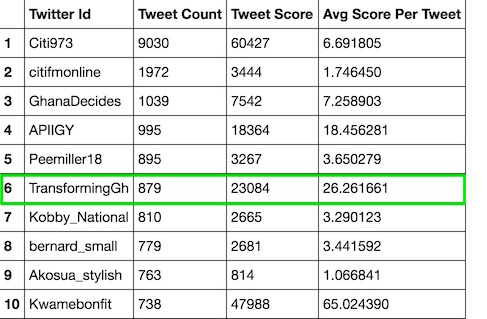 Twitter Id Tweet Count Tweet Score Avg Score Per Tweet
1 Citi973 9030 60427 6.691805
2 citifmonline 1972 3444 1.746450
3 GhanaDecides 1039 7542 7.258903
4 APIIGY 995 18364 18.456281
5 Peemiller18 895 3267 3.650279
6 TransformingGh 879 23084 26.261661
7 Kobby_National 810 2665 3.290123
8 bernard_small 779 2681 3.441592
9 Akosua_stylish 763 814 1.066841
10 Kwamebonfit 738 47988 65.024390